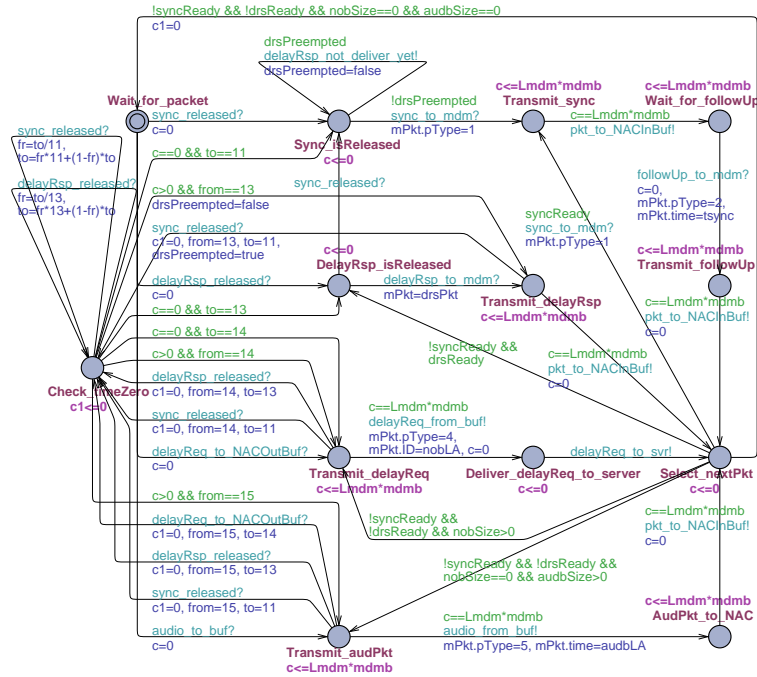 !syncReady && !drsReady && nobSize==0 && audbSize==0
c1=0
drsPreempted
delayRsp_not_deliver_yet!
drsPreempted=false
c<=Lmdm*mdmb
c<=Lmdm*mdmb
Wait_for_packet
!drsPreempted
Transmit_sync
Wait_for_followUp
sync_released?
c=0
sync_to_mdm?
mPkt.pType=1
c==Lmdm*mdmb
pkt_to_NACInBuf!
sync_released?
fr=to/11,
to=fr*11+(1-fr)*to
Sync_isReleased
c<=0
c==0 && to==11
delayRsp_released?
fr=to/13,
to=fr*13+(1-fr)*to
c>0 && from==13
drsPreempted=false
sync_released?
followUp_to_mdm?
c=0,
mPkt.pType=2,
mPkt.time=tsync
syncReady
sync_to_mdm?
mPkt.pType=1
sync_released?
c1=0, from=13, to=11,
drsPreempted=true
c<=0
DelayRsp_isReleased
c<=Lmdm*mdmb
Transmit_followUp
delayRsp_released?
c=0
delayRsp_to_mdm?
mPkt=drsPkt
Transmit_delayRsp
c<=Lmdm*mdmb
c==Lmdm*mdmb
pkt_to_NACInBuf!
c=0
c==0 && to==13
c==0 && to==14
!syncReady &&
drsReady
c==Lmdm*mdmb
pkt_to_NACInBuf!
c=0
c>0 && from==14
Check_timeZero
c1<=0
delayRsp_released?
c1=0, from=14, to=13
sync_released?
c1=0, from=14, to=11
c==Lmdm*mdmb
delayReq_from_buf!
mPkt.pType=4,
mPkt.ID=nobLA, c=0
delayReq_to_NACOutBuf?
c=0
delayReq_to_svr!
Transmit_delayReq
c<=Lmdm*mdmb
Deliver_delayReq_to_server
c<=0
Select_nextPkt
c<=0
c>0 && from==15
delayReq_to_NACOutBuf?
c1=0, from=15, to=14
!syncReady &&
!drsReady && nobSize>0
c==Lmdm*mdmb
pkt_to_NACInBuf!
c=0
delayRsp_released?
c1=0, from=15, to=13
!syncReady && !drsReady &&
nobSize==0 && audbSize>0
sync_released?
c1=0, from=15, to=11
c<=Lmdm*mdmb
AudPkt_to_NAC
audio_to_buf?
c=0
c==Lmdm*mdmb
audio_from_buf!
mPkt.pType=5, mPkt.time=audbLA
Transmit_audPkt
c<=Lmdm*mdmb